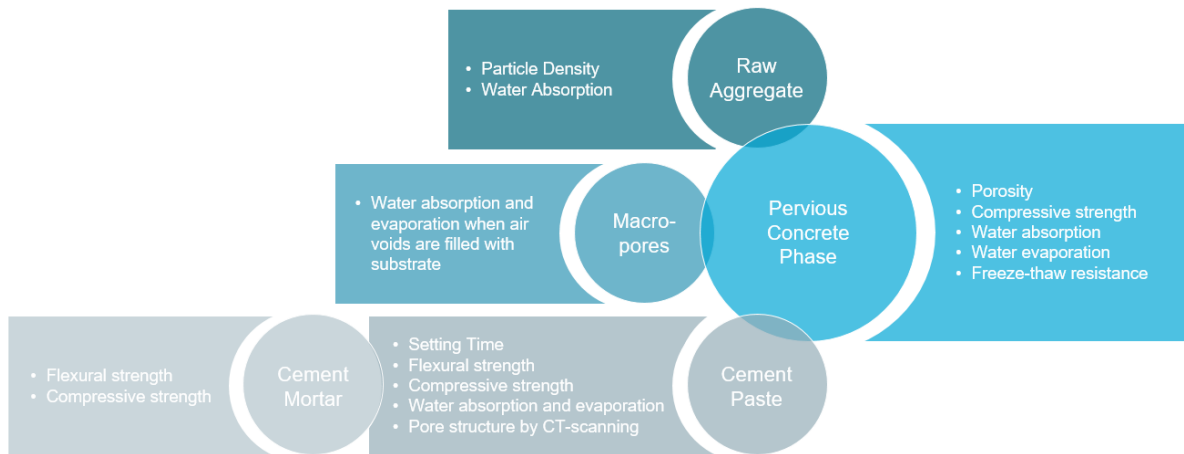 • Particle Density
• Water Absorption
Raw
Aggregate
• Water absorption and
evaporation when air
voids are filled with
substrate
Macro-
pores
Pervious
Concrete
Phase
• Porosity
• Compressive strength
• Water absorption
• Water evaporation
• Freeze-thaw resistance
• Flexural strength
• Compressive strength
Cement
Mortar
• Setting Time
• Flexural strength
• Compressive strength
• Water absorption and evaporation
• Pore structure by CT-scanning
Cement
Paste